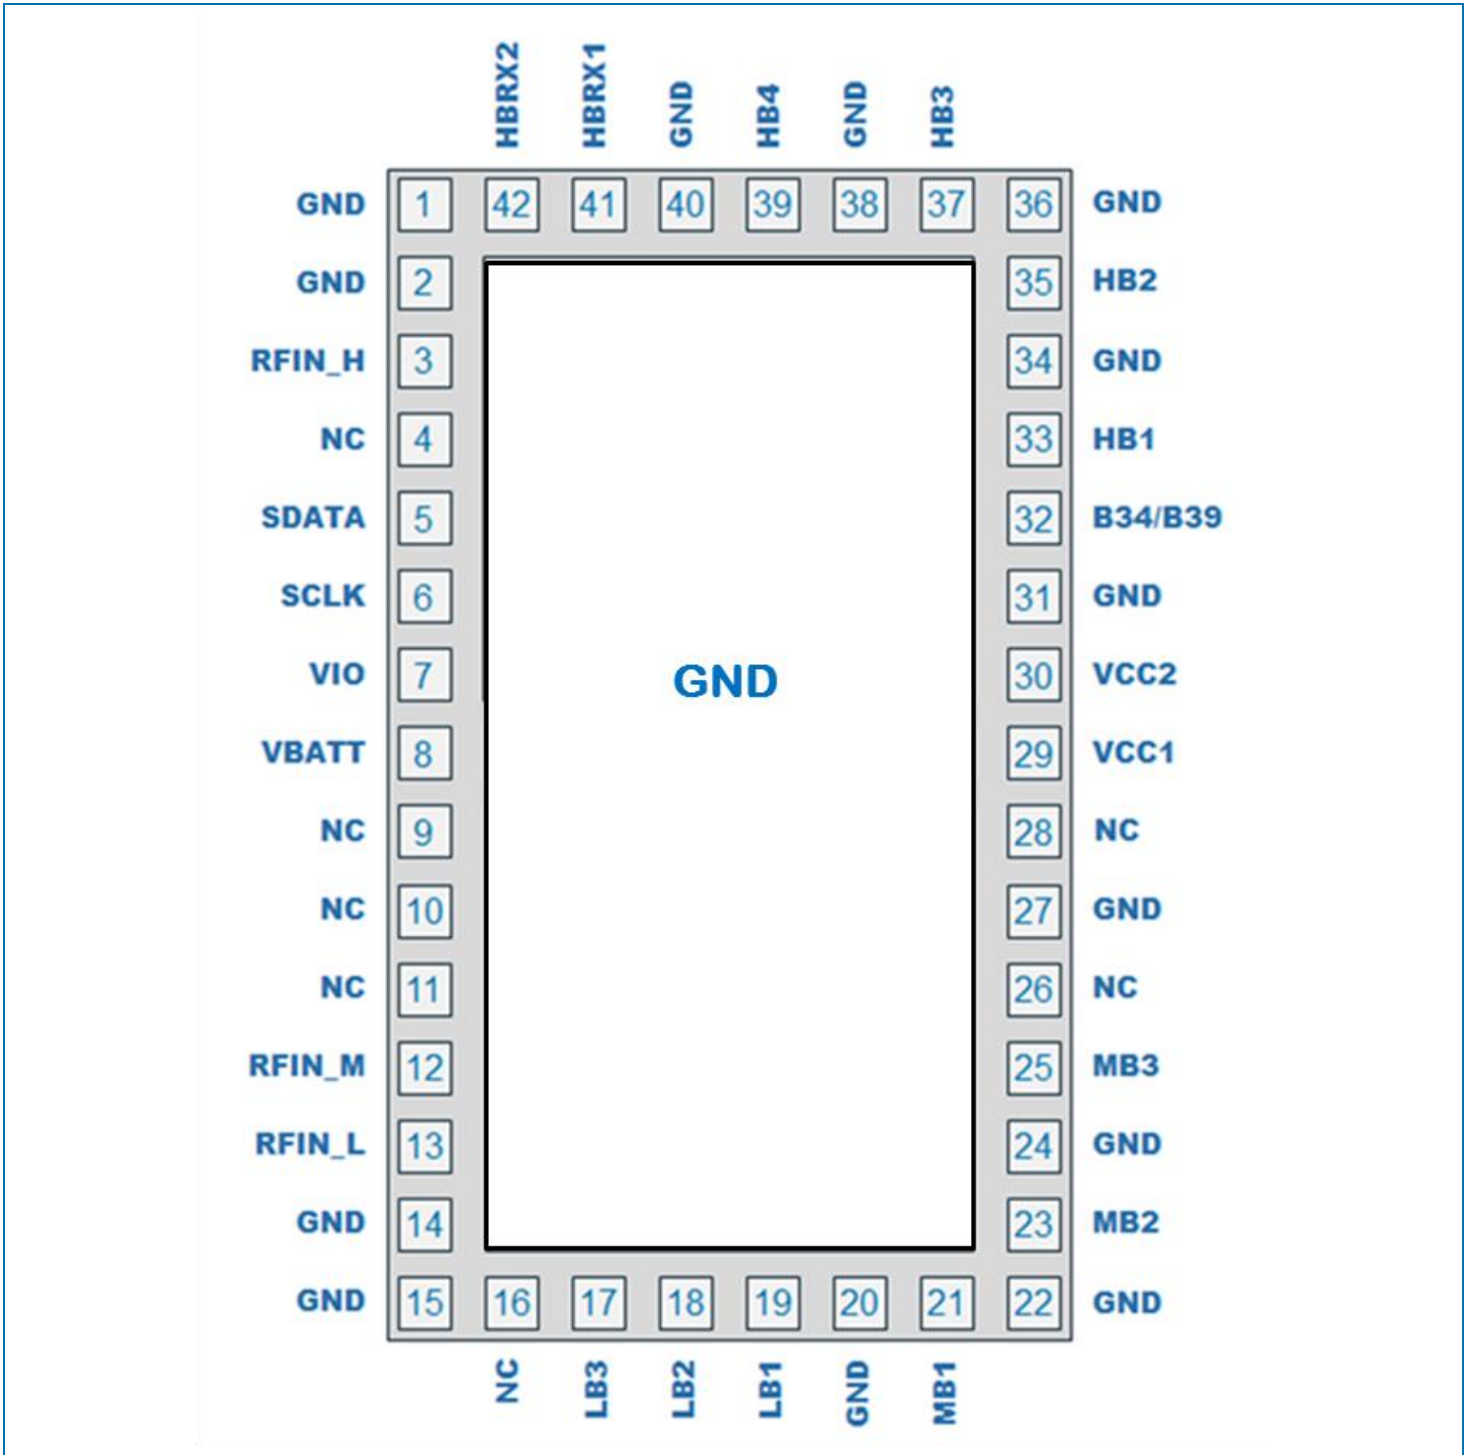 HBRX2 HBRX1 GND HB4 GND HB3
GND 1 42 41 40 39 38 37 36 GND
GND 2 35 HB2
RFIN_H 3 34 GND
NC 4 33 HB1
SDATA 5 32 B34/B39
SCLK 6 31 GND
VIO 7 GND 30 VCC2
VBATT 8 29 VCC1
NC 9 28 NC
NC 10 27 GND
NC 11 26 NC
RFIN_M 12 25 MB3
RFIN_L 13 24 GND
GND 14 23 MB2
GND 15 16 17 18 19 20 21 22 GND
NC LB3 LB2 LB1 GND MB1